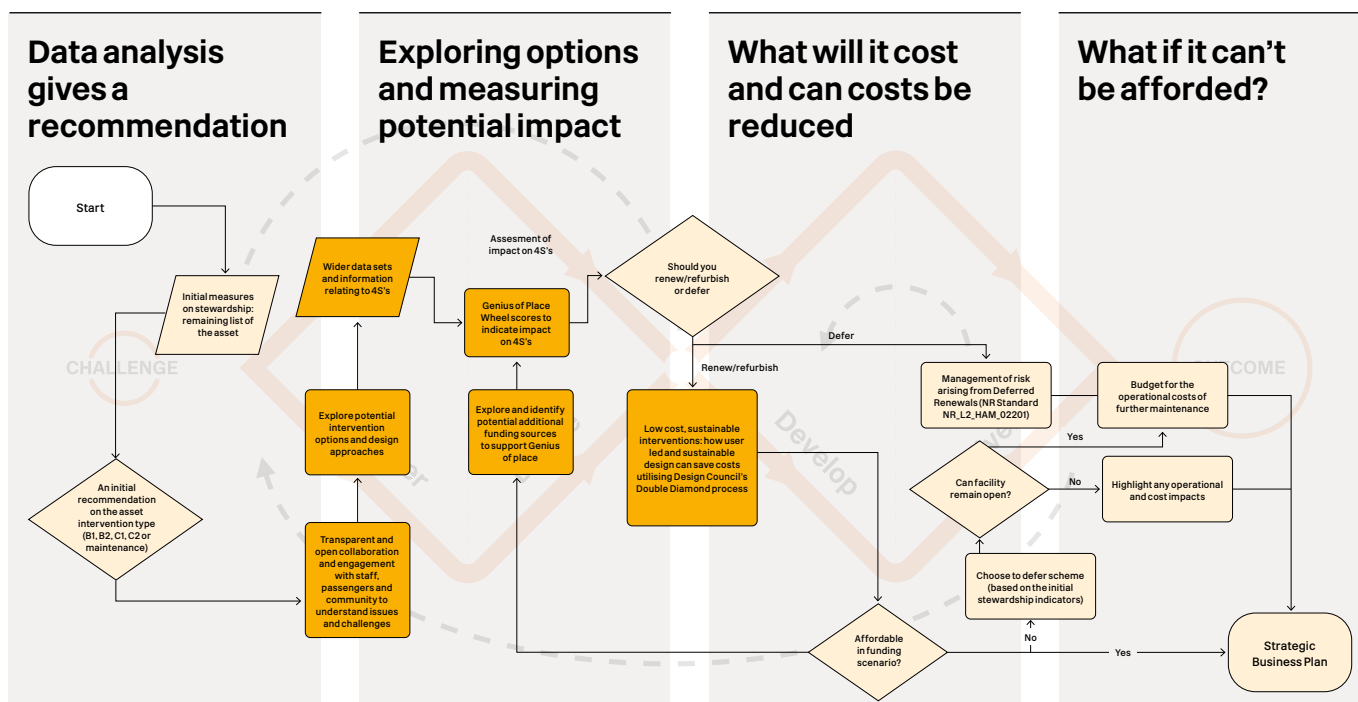 Data analysis
gives a
recommendation
Exploring options
and measuring
potential impact
What will it cost
and can costs be
reduced
What if it can't
be afforded?
Start
Initial measures
on stewardship:
remaining list of
the asset
CHALLENGE
An initial
recommendation
on the asset
intervention type
(B1, B2, C1, C2 or
maintenance)
Wider data sets
and information
relating to 4S's
Explore potential
intervention
options and design
approaches
Transparent and
open collaboration
and engagement
with staff,
passengers and
community to
understand issues
and challenges
Assesment of
impact on 4S's
Genius of Place
Wheel scores to
indicate impact
on 4S's
Explore and identify
potential additional
funding sources
to support Genius
of place
Should you
renew/refurbish
or defer
Defer
Renew/refurbish
Low cost, sustainable
interventions: how user
led and sustainable
design can save costs
utilising Design Council's
Double Diamond process
Develop
Affordable
in funding
scenario?
Management of risk
arising from Deferred
Renewals (NR Standard
NR_L2_HAM_02201)
Can facility
remain open?
Yes
No
Choose to defer scheme
(based on the initial
stewardship indicators)
No
Yes
Budget for the
operational costs of
further maintenance
Highlight any operational
and cost impacts
Strategic
Business Plan